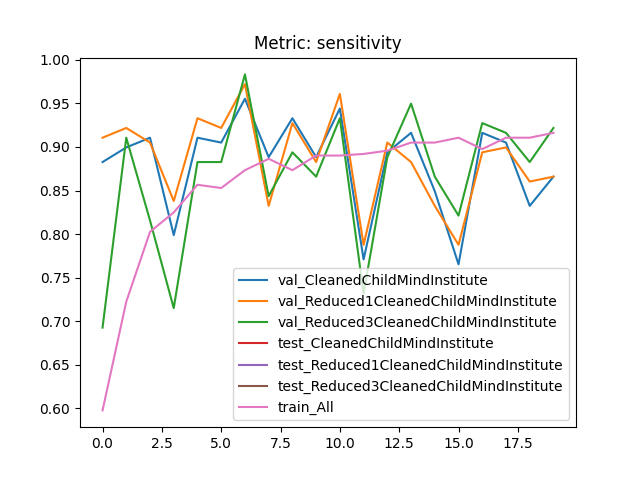 Metric: sensitivity
1.00
0.95
0.90
0.85
0.80
0.75
0.70
0.65
0.60
val_CleanedChildMindInstitute
val_Reduced1CleanedChildMindInstitute
val_Reduced3CleanedChildMindInstitute
test_CleanedChildMindInstitute
test_Reduced1CleanedChildMindInstitute
test_Reduced3CleanedChildMindInstitute
train_All
0.0 2.5 5.0 7.5 10.0 12.5 15.0 17.5